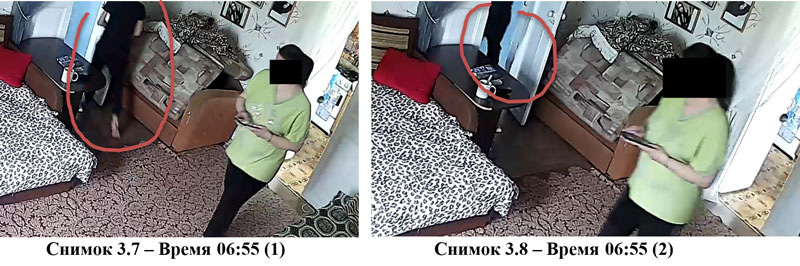 Снимок 3.7 – Время 06:55 (1)
Снимок 3.8 – Время 06:55 (2)